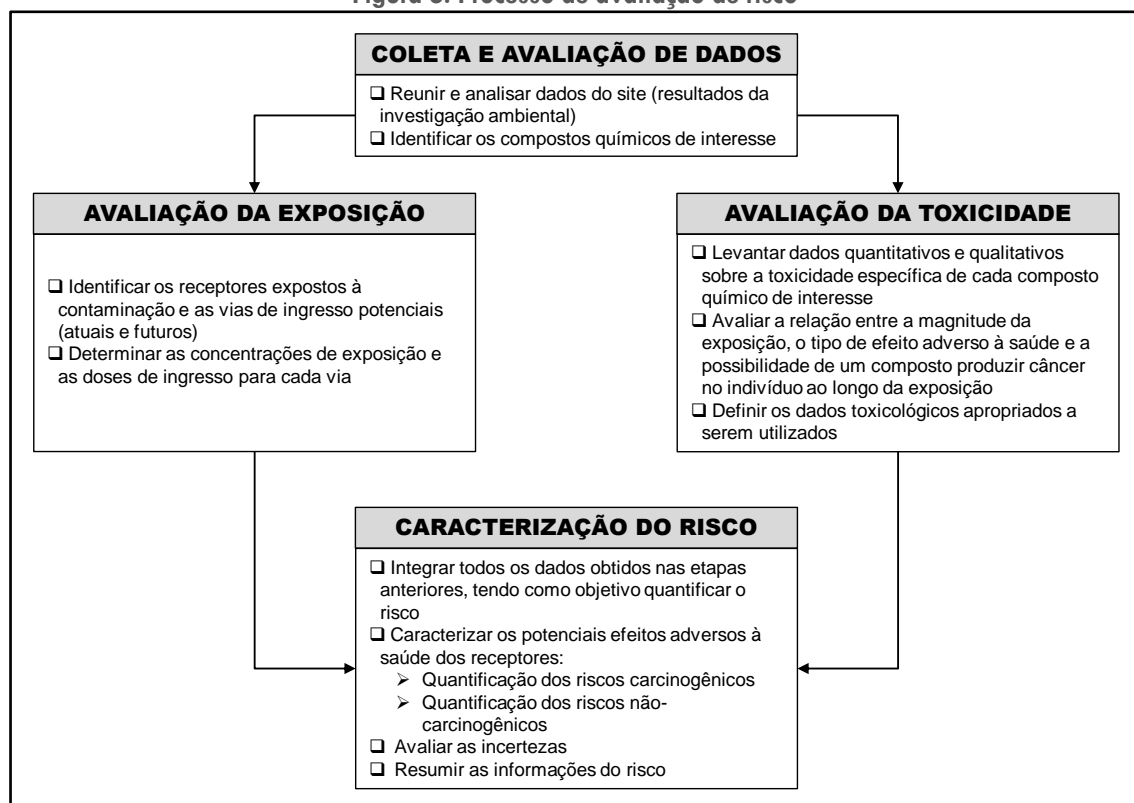 Figura 3. Processo de avaliação de risco
COLETA E AVALIAÇÃO DE DADOS
❑ Reunir e analisar dados do site (resultados da
investigação ambiental)
❑ Identificar os compostos químicos de interesse
AVALIAÇÃO DA EXPOSIÇÃO
❑ Identificar os receptores expostos à
contaminação e as vias de ingresso potenciais
(atuais e futuros)
❑ Determinar as concentrações de exposição e
as doses de ingresso para cada via
AVALIAÇÃO DA TOXICIDADE
❑ Levantar dados quantitativos e qualitativos
sobre a toxicidade específica de cada composto
químico de interesse
❑ Avaliar a relação entre a magnitude da
exposição, o tipo de efeito adverso à saúde e a
possibilidade de um composto produzir câncer
no indivíduo ao longo da exposição
❑ Definir os dados toxicológicos apropriados a
serem utilizados
CARACTERIZAÇÃO DO RISCO
❑ Integrar todos os dados obtidos nas etapas
anteriores, tendo como objetivo quantificar o
risco
❑ Caracterizar os potenciais efeitos adversos à
saúde dos receptores:
➢ Quantificação dos riscos carcinogênicos
➢ Quantificação dos riscos não-
carcinogênicos
❑ Avaliar as incertezas
❑ Resumir as informações do risco